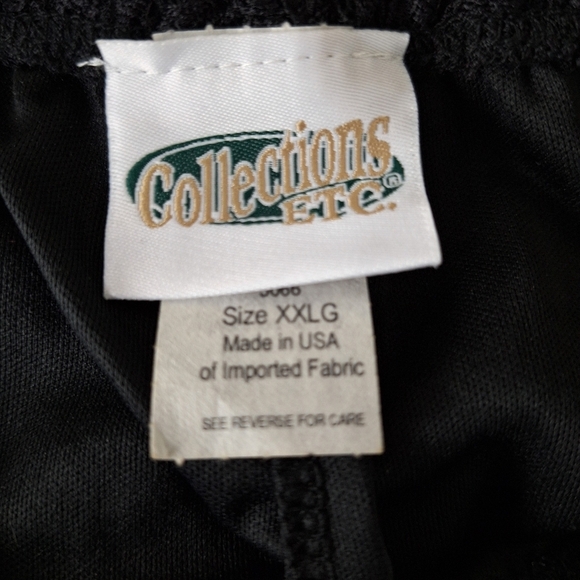 Collections
ETC.®
Size XXLG
Made in USA
of Imported Fabric
SEE REVERSE FOR CARE